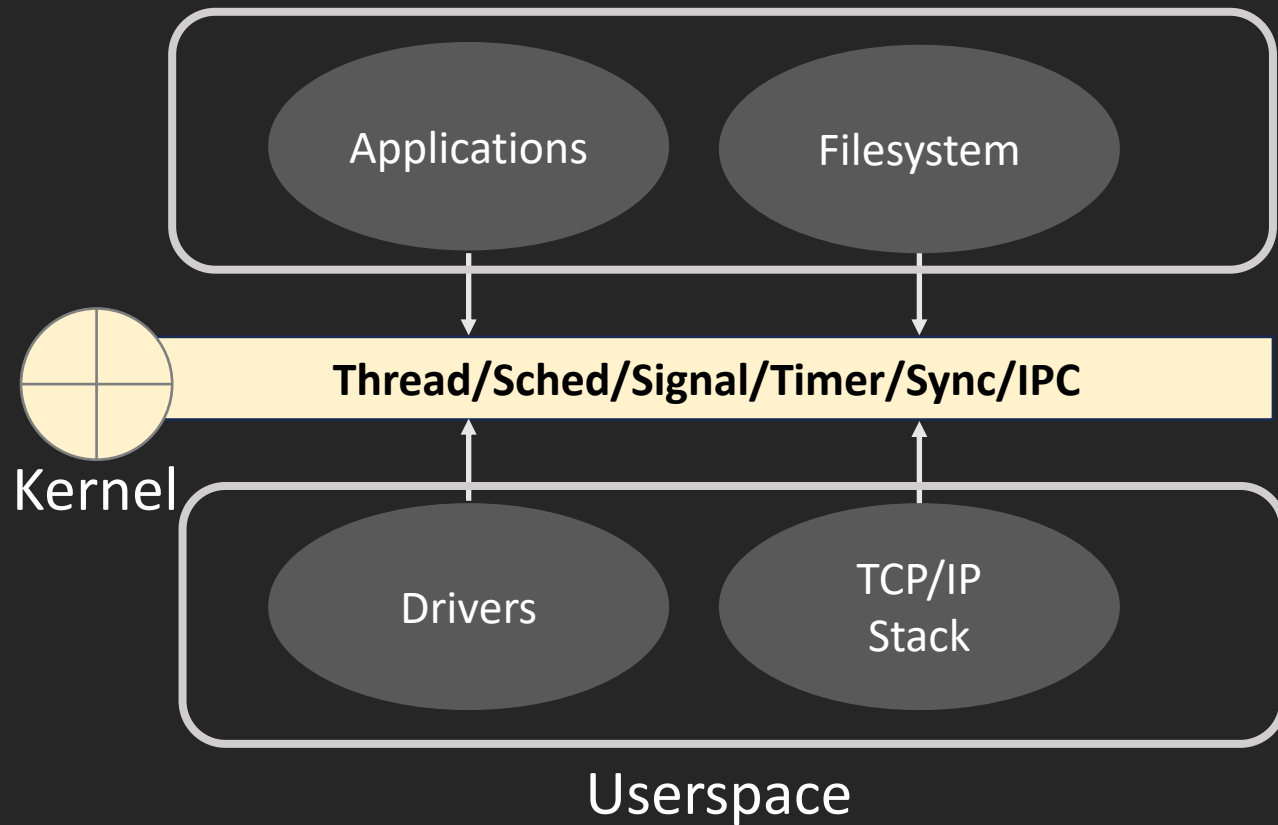 Applications
Filesystem
Thread/Sched/Signal/Timer/Sync/IPC
Kernel
Drivers
TCP/IP
Stack
Userspace